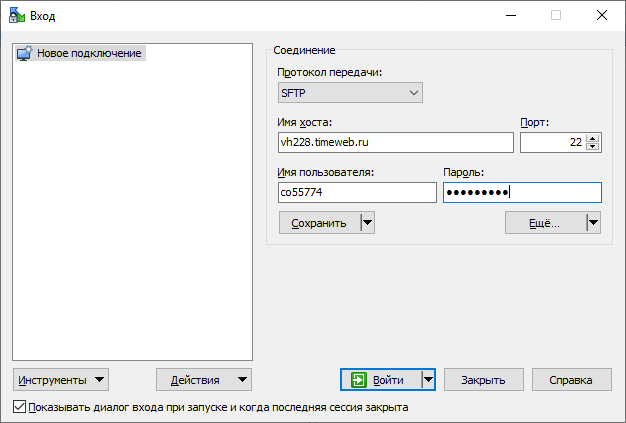 Вход
Новое подключение
Соединение
Протокол передачи:
SFTP
Имя хоста:
Порт:
vh228.timeweb.ru
22
Имя пользователя:
Пароль:
co55774
●●●●●●●●●
Сохранить
Ещё...
Инструменты
Действия
Войти
Закрыть
Справка
Показывать диалог входа при запуске и когда последняя сессия закрыта